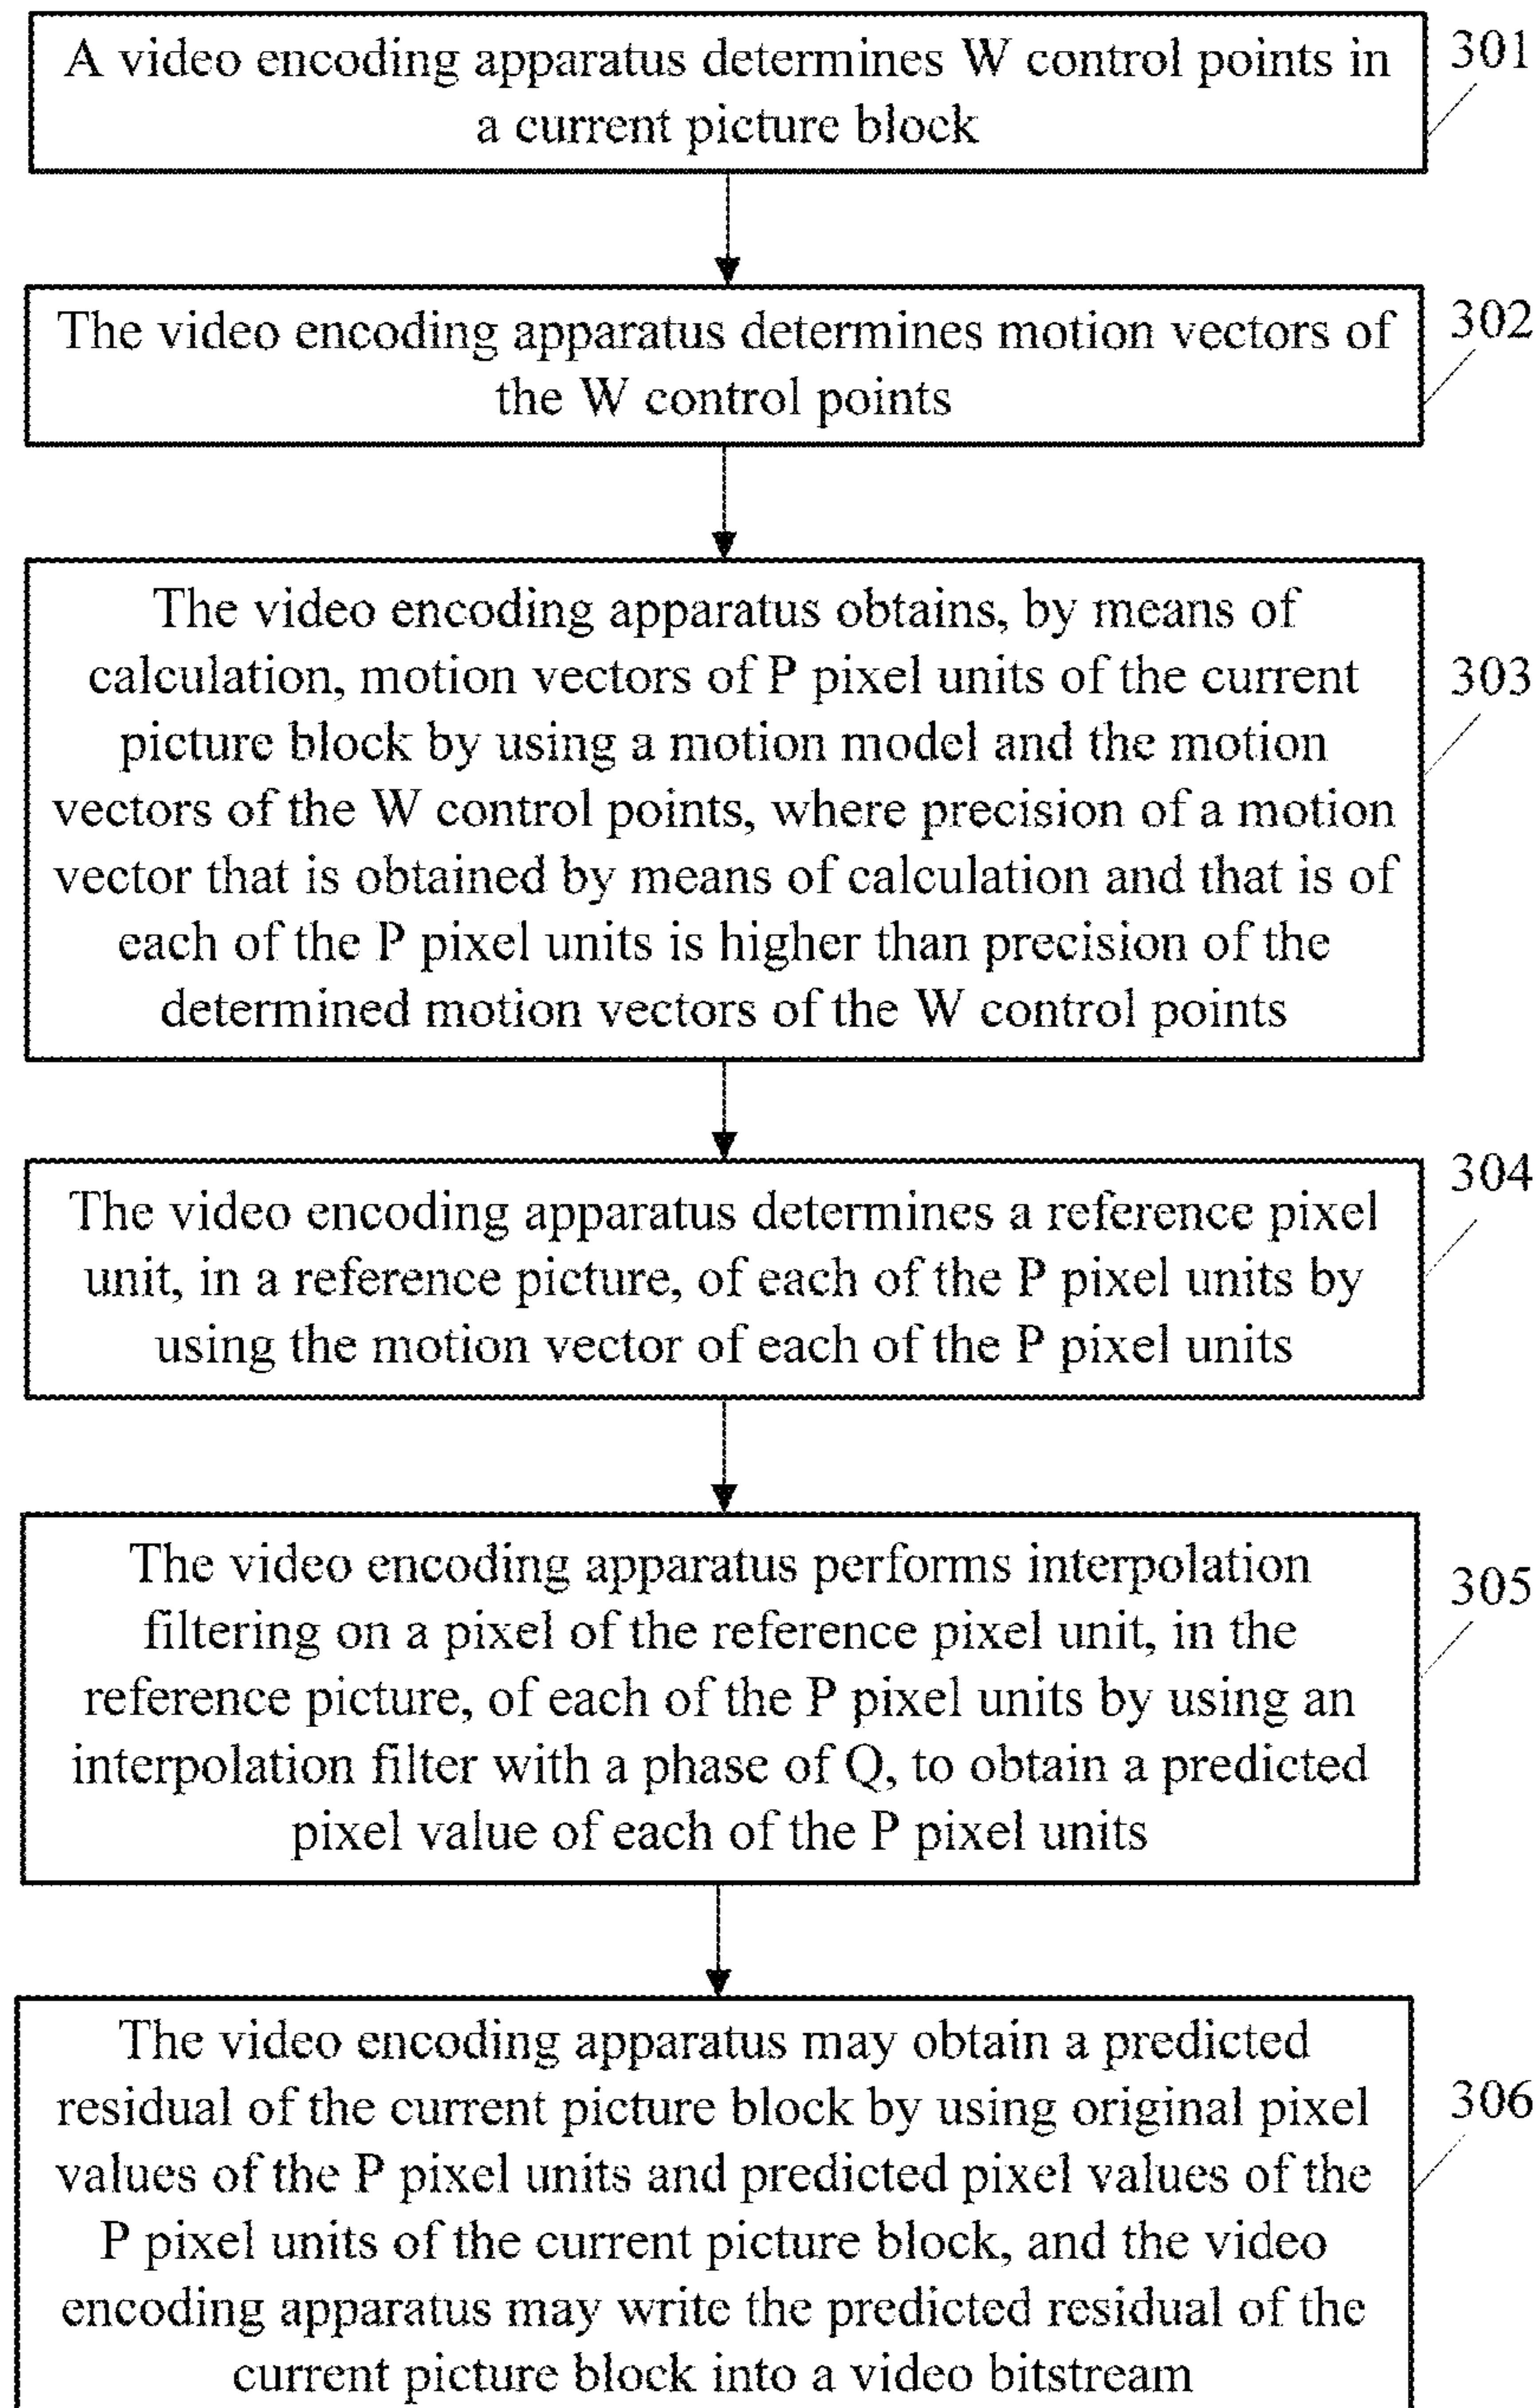 A video encoding apparatus determines W control points in
a current picture block
301
The video encoding apparatus determines motion vectors of
the W control points
302
The video encoding apparatus obtains, by means of
calculation, motion vectors of P pixel units of the current
picture block by using a motion model and the motion
vectors of the W control points, where precision of a motion
vector that is obtained by means of calculation and that is of
each of the P pixel units is higher than precision of the
determined motion vectors of the W control points
303
The video encoding apparatus determines a reference pixel
unit, in a reference picture, of each of the P pixel units by
using the motion vector of each of the P pixel units
304
The video encoding apparatus performs interpolation
filtering on a pixel of the reference pixel unit, in the
reference picture, of each of the P pixel units by using an
interpolation filter with a phase of Q, to obtain a predicted
pixel value of each of the P pixel units
305
The video encoding apparatus may obtain a predicted
residual of the current picture block by using original pixel
values of the P pixel units and predicted pixel values of the
P pixel units of the current picture block, and the video
encoding apparatus may write the predicted residual of the
current picture block into a video bitstream
306